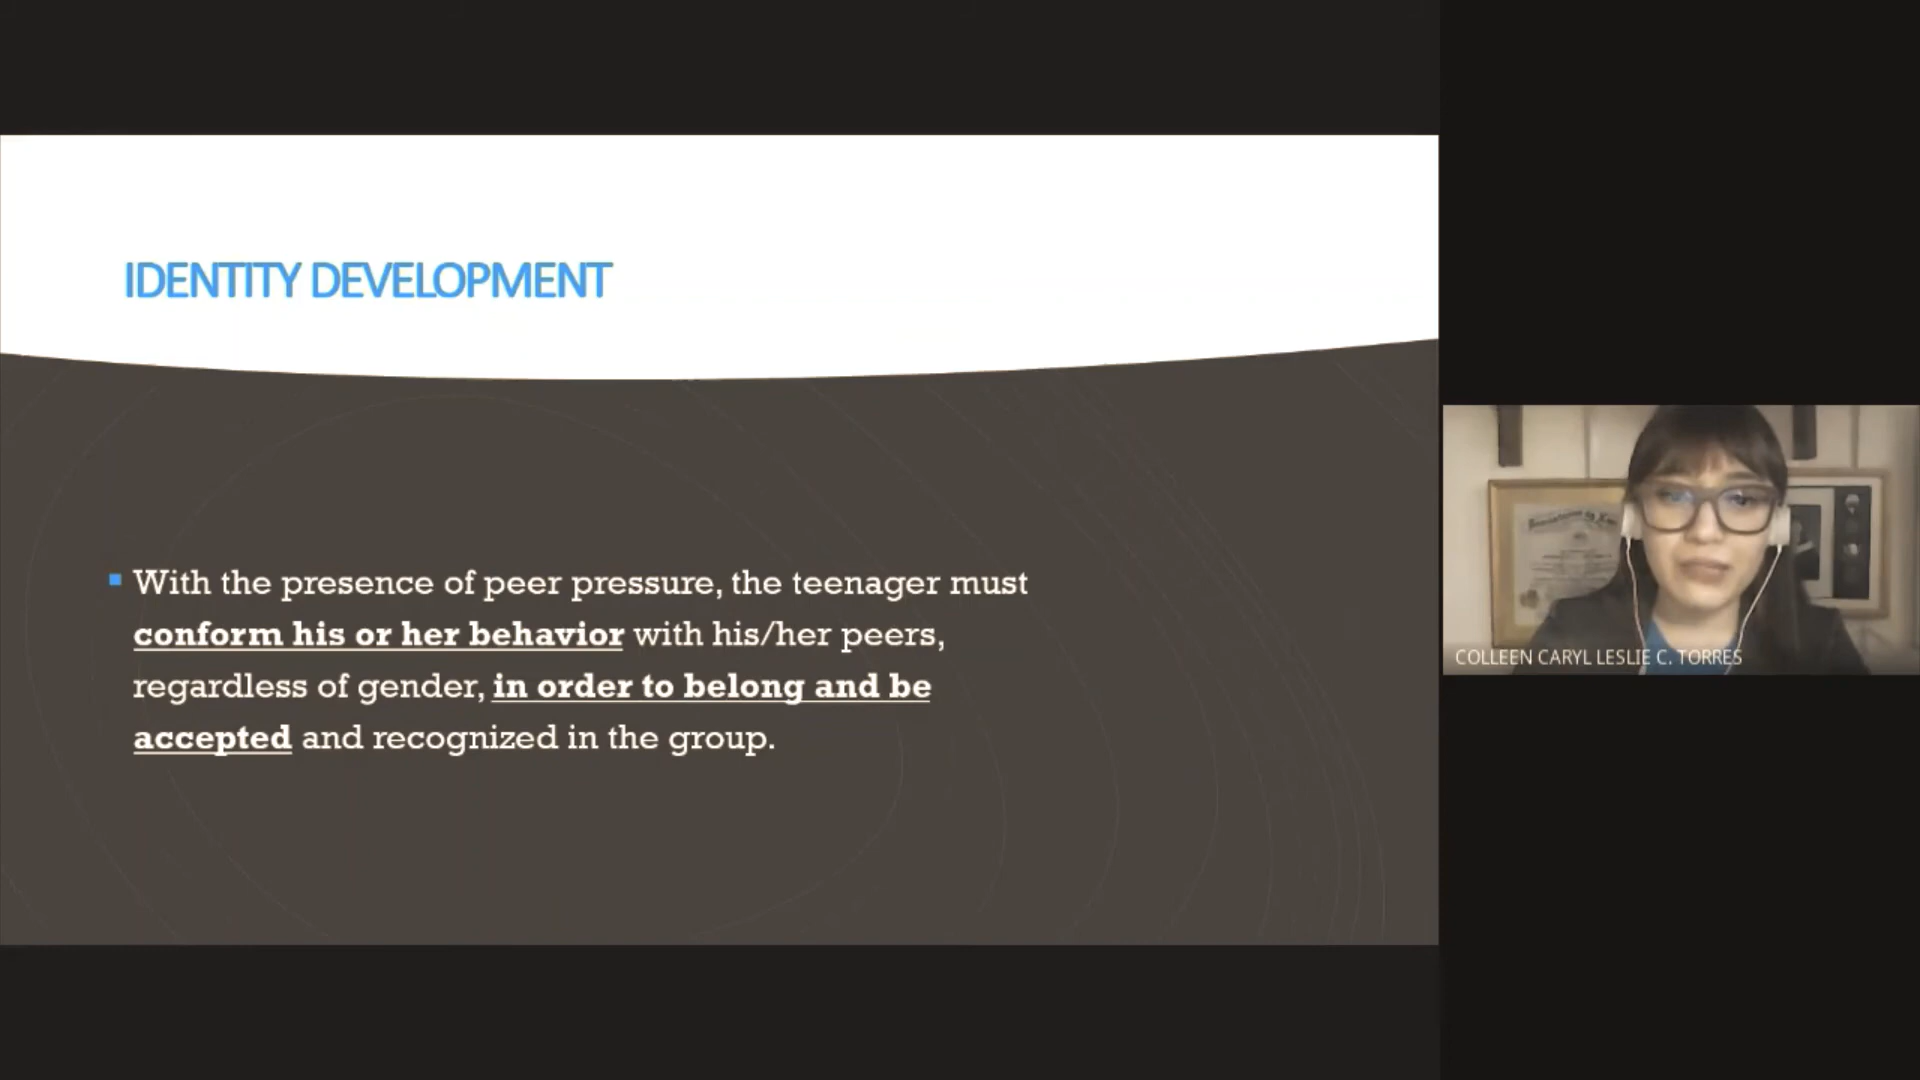 IDENTITY DEVELOPMENT
▪ With the presence of peer pressure, the teenager must
conform his or her behavior with his/her peers,
regardless of gender, in order to belong and be
accepted and recognized in the group.
COLLEEN CARYL LESLIE C. TORRES